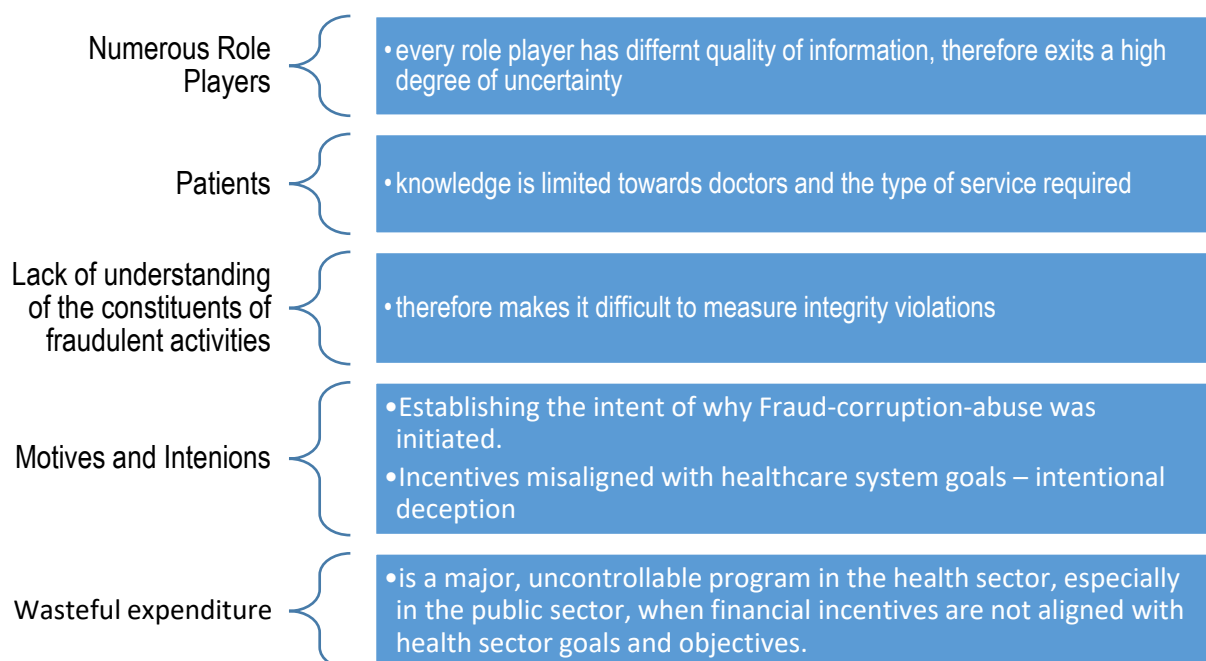 Numerous Role
Players
•every role player has differnt quality of information, therefore exits a high
degree of uncertainty
Patients
•knowledge is limited towards doctors and the type of service required
Lack of understanding
of the constituents of
fraudulent activities
•therefore makes it difficult to measure integrity violations
Motives and Intenions
•Establishing the intent of why Fraud-corruption-abuse was
initiated.
•Incentives misaligned with healthcare system goals – intentional
deception
Wasteful expenditure
•is a major, uncontrollable program in the health sector, especially
in the public sector, when financial incentives are not aligned with
health sector goals and objectives.